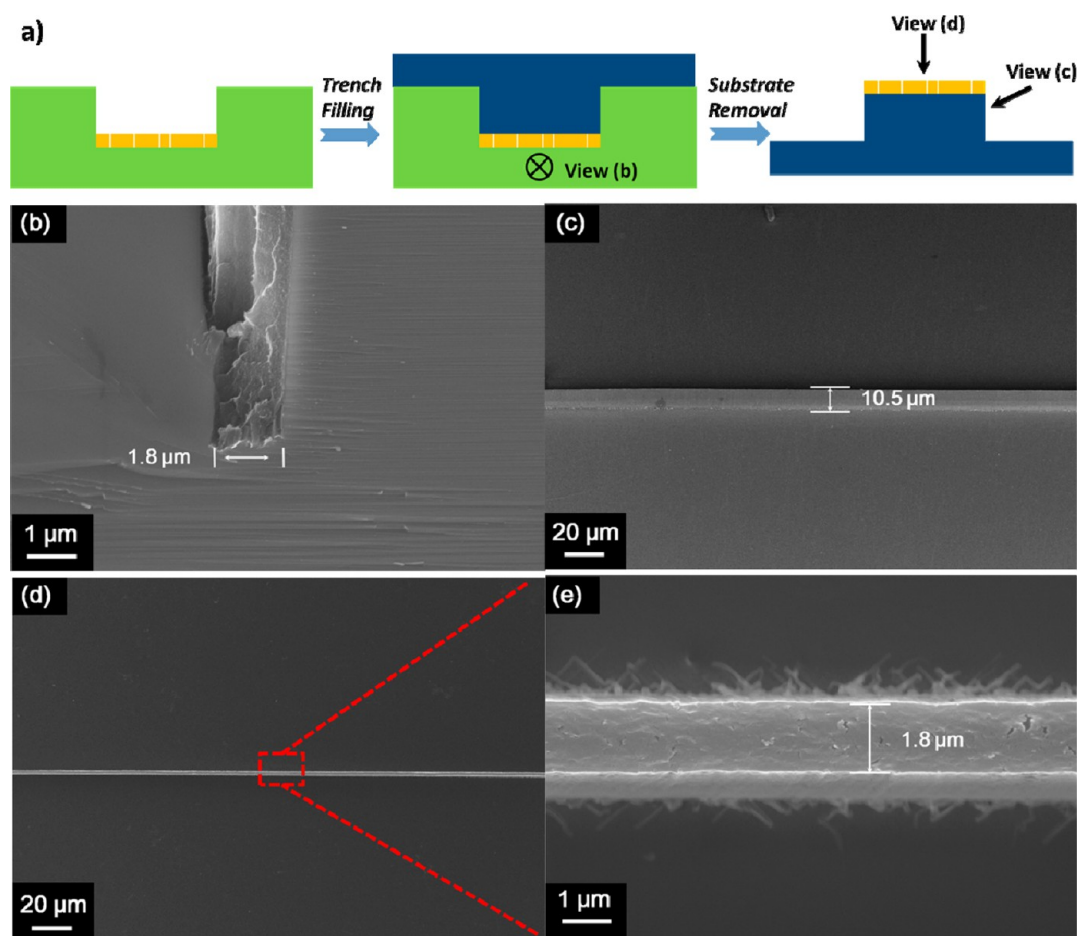 a)
Trench
Filling
View (b)
Substrate
Removal
View (d)
View (c)
(b)
1.8 μm
1 μm
(c)
10.5 μm
20 μm
(d)
20 μm
(e)
1.8 μm
1 μm